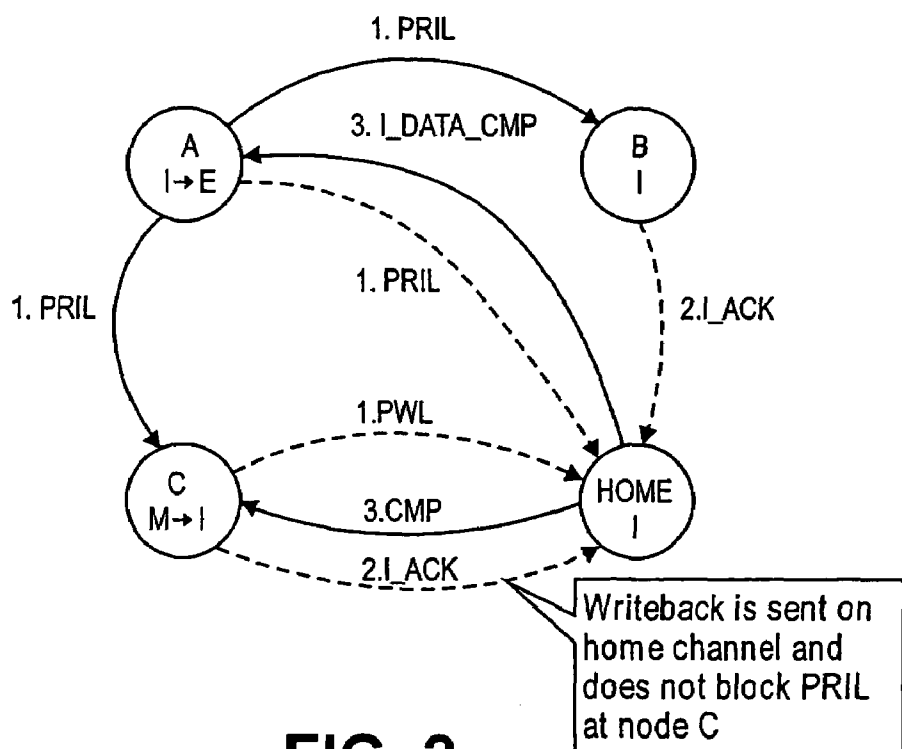 1. PRIL
3. I_DATA_CMP
A
I→E
B
I
1. PRIL
1. PRIL
2.I_ACK
1.PWL
C
M→I
HOME
I
3.CMP
2.I_ACK
Writeback is sent on
home channel and
does not block PRIL
at node C